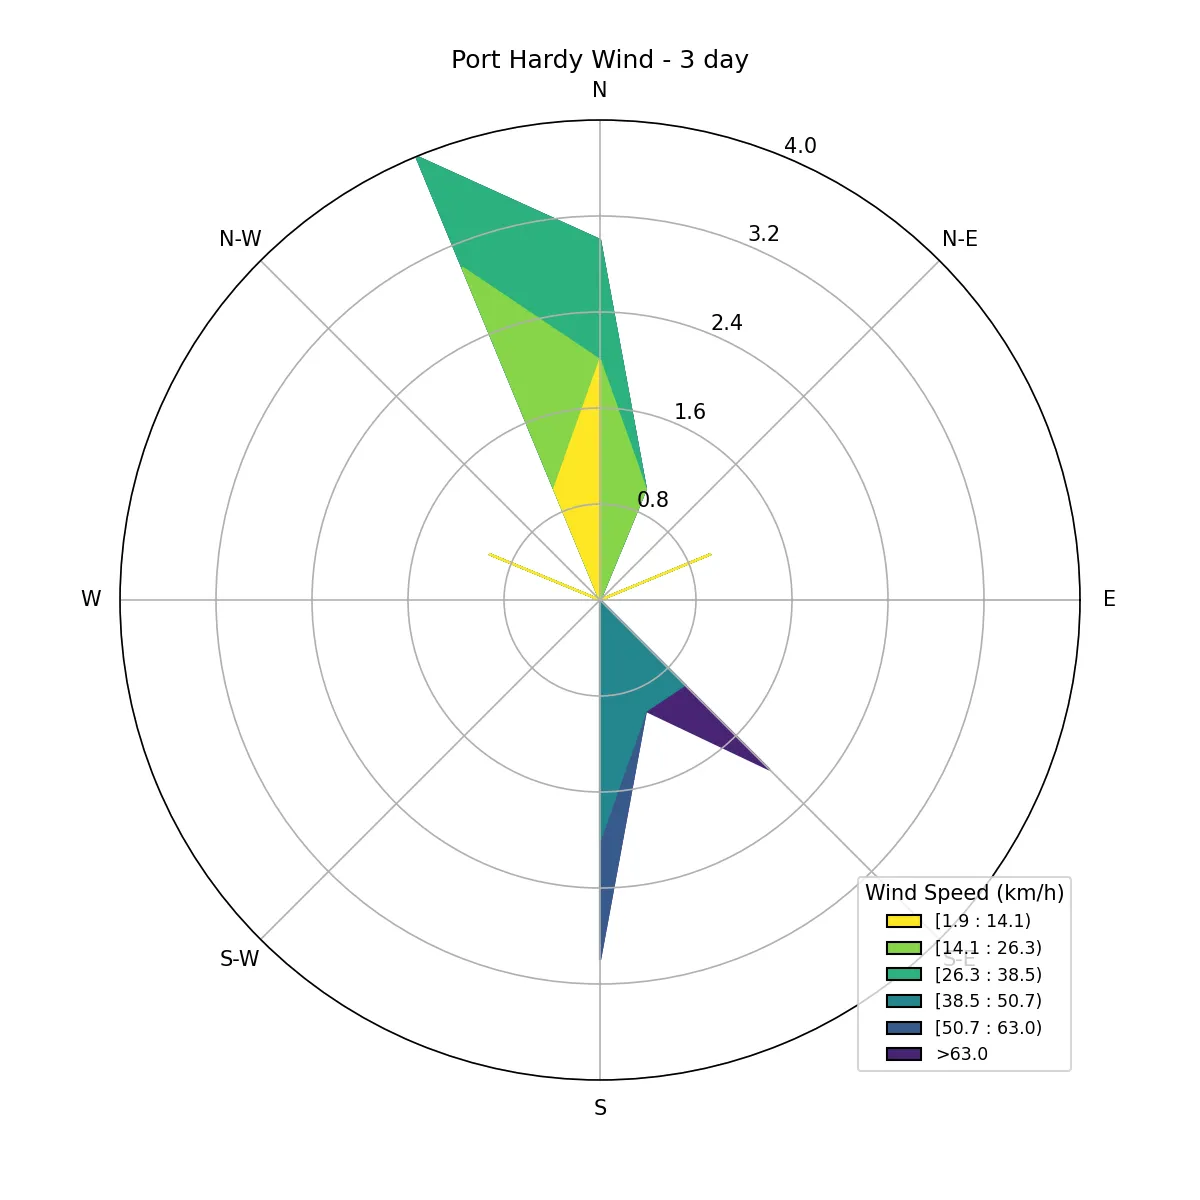 Port Hardy Wind - 3 day
N
4.0
N-W
3.2
N-E
2.4
1.6
0.8
W
E
S-W
S-E
S
Wind Speed (km/h)
[1.9 : 14.1)
[14.1 : 26.3)
[26.3 : 38.5)
[38.5 : 50.7)
[50.7 : 63.0)
>63.0